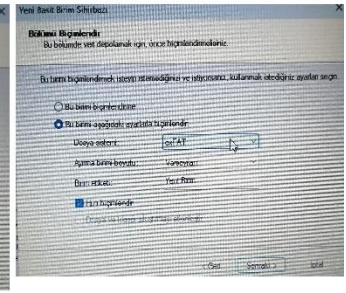 Yeni Basit Birim Sihirbazı
Bölümü Biçimlendir
Bu bölümde veri depolamak için, önce biçimlendirmelisiniz.
Bu birimi biçimlendirmek isteyip istemediğinizi ve istiyorsanız, kullanmak istediğiniz ayarları seçin.
Bu birimi biçimlendirme
Bu birimi aşağıdaki ayarlarla biçimlendir
Dosya sistemi: exFAT
Ayırma birimi boyutu: Varsayılan
Birim etiketi: Yeni Birim
Hızlı biçimlendir
< Geri Sonraki > İptal